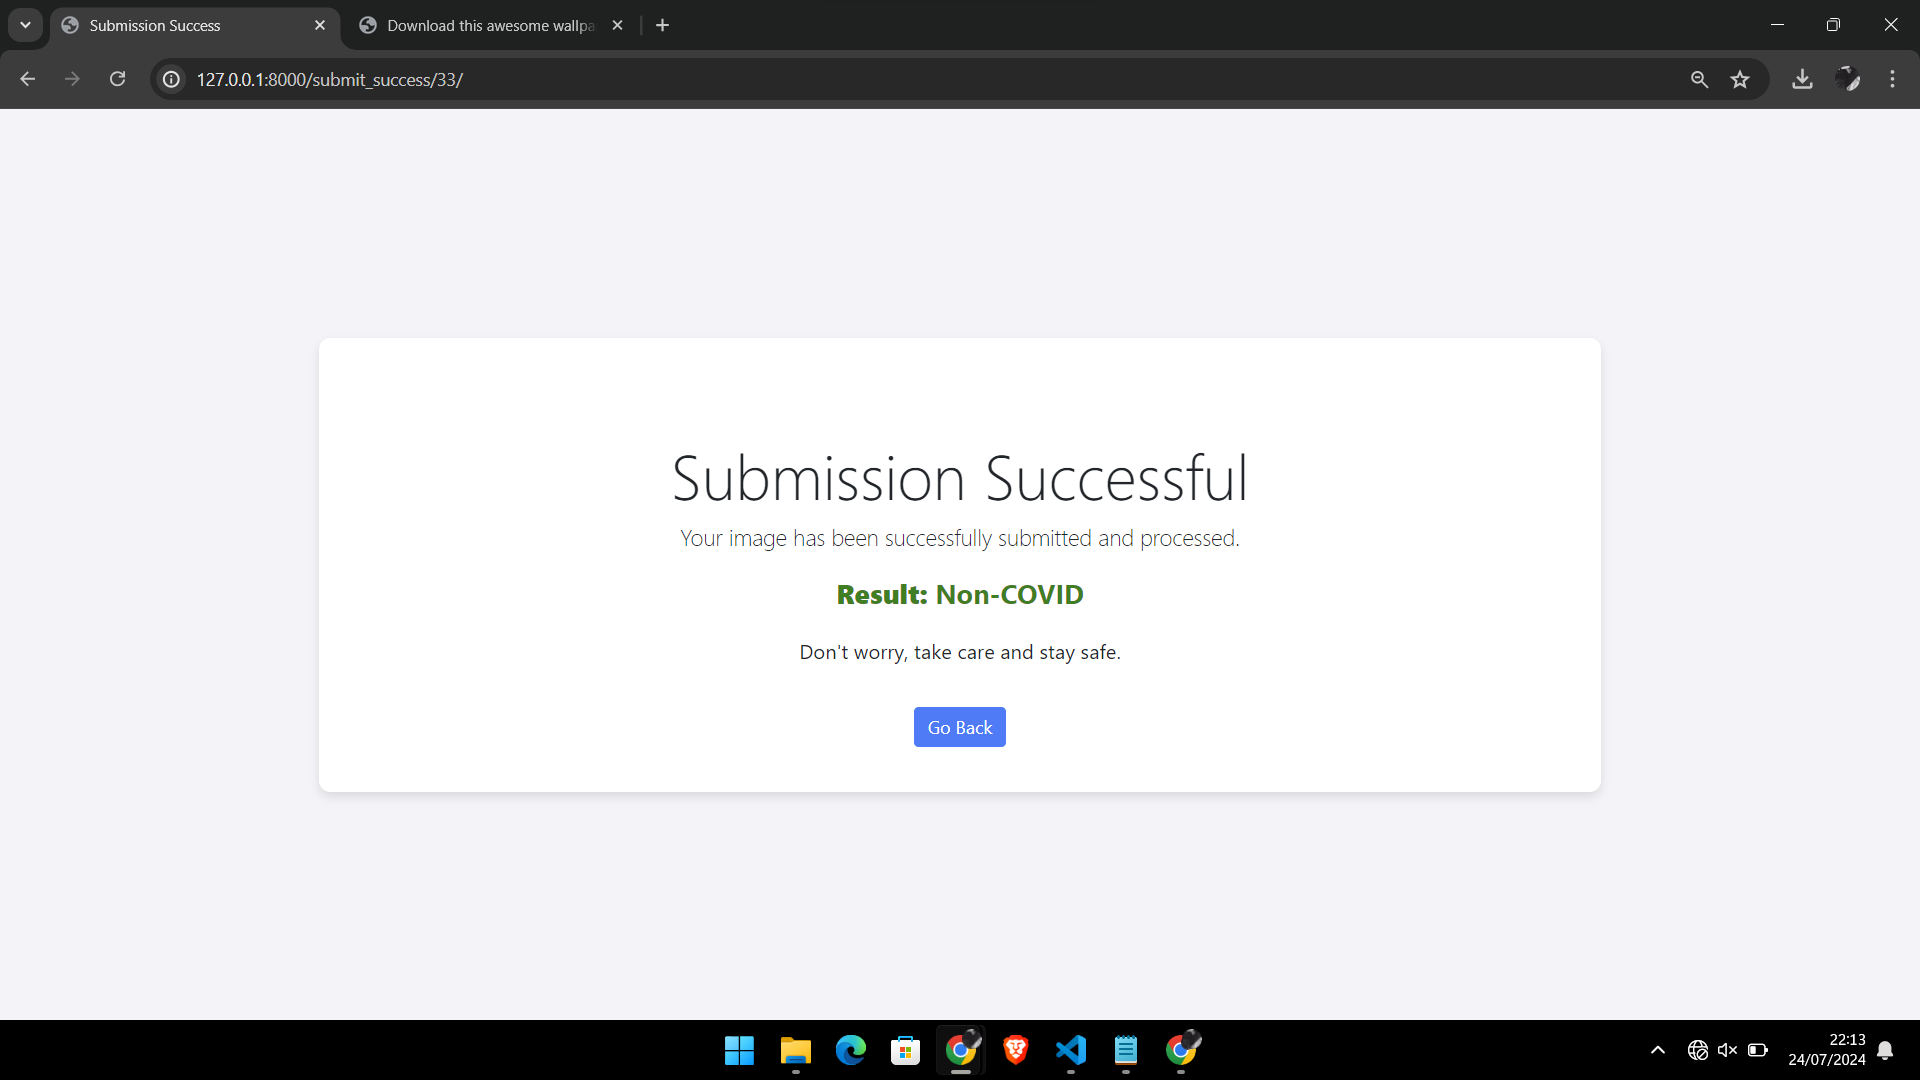 Submission Success
Download this awesome wallpa
127.0.0.1:8000/submit_success/33/
Submission Successful
Your image has been successfully submitted and processed.
Result: Non-COVID
Don't worry, take care and stay safe.
Go Back
22:13
24/07/2024